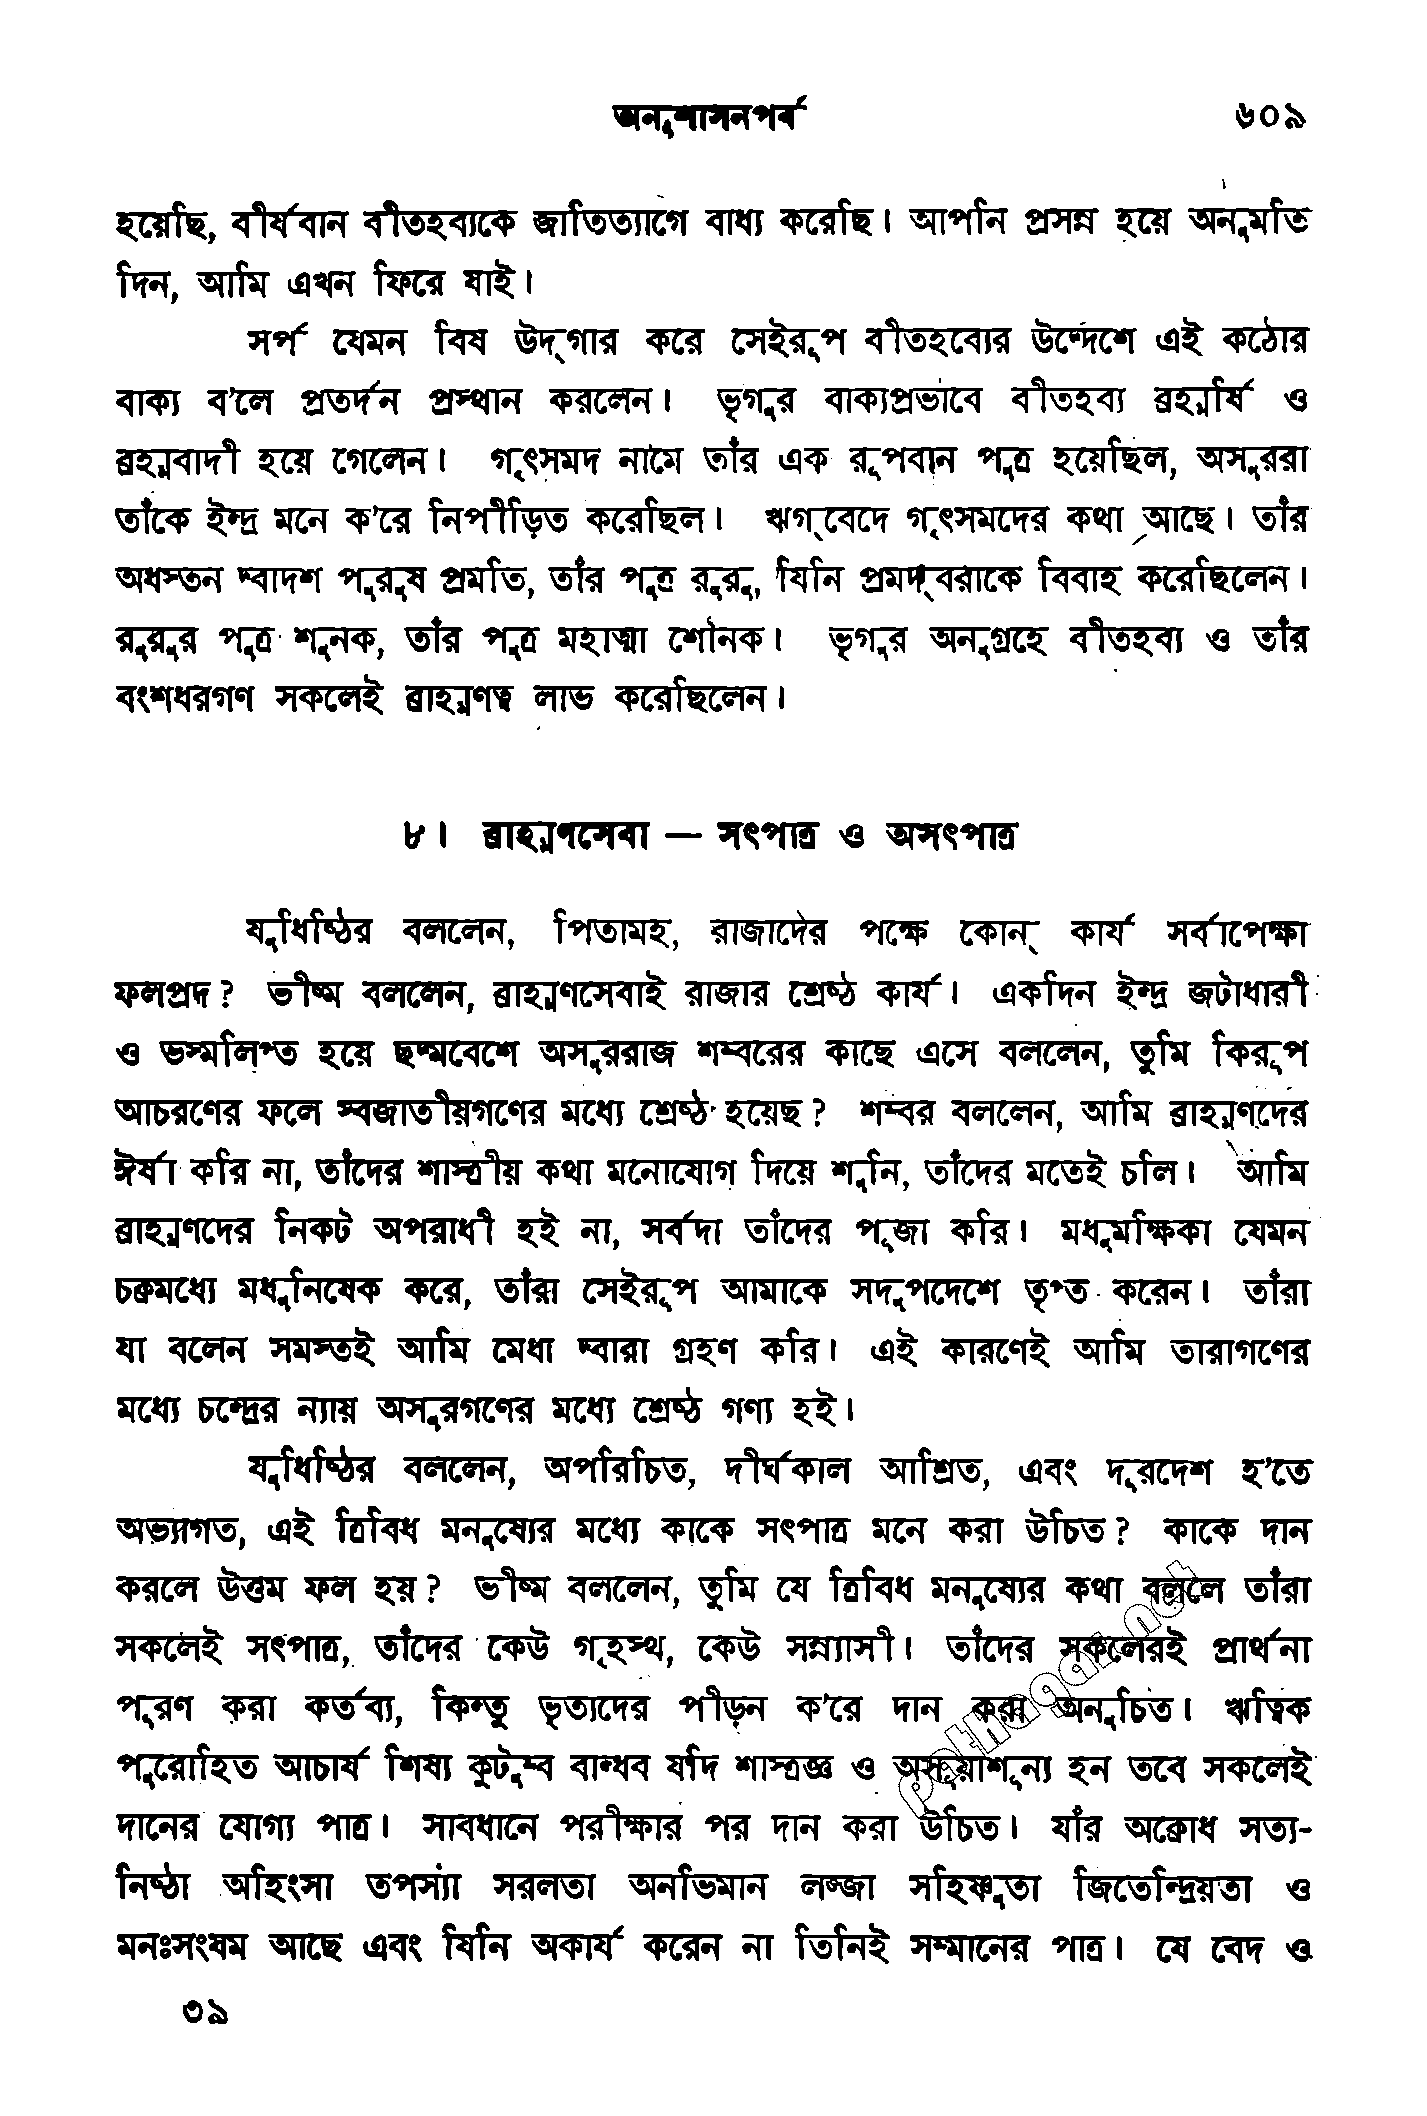 অনুশাসনপর্ব ৬০৯
হয়েছি, বীর্যবান বীতহব্যকে জাতিত্যাগে বাধ্য করেছি। আপনি প্রসন্ন হয়ে অনুমতি
দিন, আমি এখন ফিরে যাই।
সর্প যেমন বিষ উদ্‌গার করে সেইরূপ বীতহব্যের উদ্দেশে এই কঠোর
বাক্য ব'লে প্রতর্দন প্রস্থান করলেন। ভৃগুর বাক্যপ্রভাবে বীতহব্য ব্রহ্মর্ষি ও
ব্রহ্মবাদী হয়ে গেলেন। গৃৎসমদ নামে তাঁর এক রূপবান পুত্র হয়েছিল, অসুররা
তাঁকে ইন্দ্র মনে ক'রে নিপীড়িত করেছিল। ঋগ্‌বেদে গৃৎসমদের কথা আছে। তাঁর
অধস্তন দ্বাদশ পুরুষ প্রমতি, তাঁর পুত্র রুরু, যিনি প্রমদ্বরাকে বিবাহ করেছিলেন।
রুরুর পুত্র শুনক, তাঁর পুত্র মহাত্মা শৌনক। ভৃগুর অনুগ্রহে বীতহব্য ও তাঁর
বংশধরগণ সকলেই ব্রাহ্মণত্ব লাভ করেছিলেন।
৮। ব্রাহ্মণসেবা — সৎপাত্র ও অসৎপাত্র
যুধিষ্ঠির বললেন, পিতামহ, রাজাদের পক্ষে কোন্ কার্য সর্বাপেক্ষা
ফলপ্রদ? ভীষ্ম বললেন, ব্রাহ্মণসেবাই রাজার শ্রেষ্ঠ কার্য। একদিন ইন্দ্র জটাধারী
ও ভস্মলিপ্ত হয়ে ছদ্মবেশে অসুররাজ শম্বরের কাছে এসে বললেন, তুমি কিরূপ
আচরণের ফলে স্বজাতীয়গণের মধ্যে শ্রেষ্ঠ হয়েছ? শম্বর বললেন, আমি ব্রাহ্মণদের
ঈর্ষা করি না, তাঁদের শাস্ত্রীয় কথা মনোযোগ দিয়ে শুনি, তাঁদের মতেই চলি। আমি
ব্রাহ্মণদের নিকট অপরাধী হই না, সর্বদা তাঁদের পূজা করি। মধুমক্ষিকা যেমন
চক্রমধ্যে মধুনিষেক করে, তাঁরা সেইরূপ আমাকে সদুপদেশে তৃপ্ত করেন। তাঁরা
যা বলেন সমস্তই আমি মেধা দ্বারা গ্রহণ করি। এই কারণেই আমি তারাগণের
মধ্যে চন্দ্রের ন্যায় অসুরগণের মধ্যে শ্রেষ্ঠ গণ্য হই।
যুধিষ্ঠির বললেন, অপরিচিত, দীর্ঘকাল আশ্রিত, এবং দূরদেশ হ'তে
অভ্যাগত, এই ত্রিবিধ মনুষ্যের মধ্যে কাকে সৎপাত্র মনে করা উচিত? কাকে দান
করলে উত্তম ফল হয়? ভীষ্ম বললেন, তুমি যে ত্রিবিধ মনুষ্যের কথা বললে তাঁরা
সকলেই সৎপাত্র, তাঁদের কেউ গৃহস্থ, কেউ সন্ন্যাসী। তাঁদের সকলেরই প্রার্থনা
পূরণ করা কর্তব্য, কিন্তু ভৃত্যদের পীড়ন ক'রে দান করা অনুচিত। ঋত্বিক
পুরোহিত আচার্য শিষ্য কুটুম্ব বান্ধব যদি শাস্ত্রজ্ঞ ও অসূয়াশূন্য হন তবে সকলেই
দানের যোগ্য পাত্র। সাবধানে পরীক্ষার পর দান করা উচিত। যাঁর অক্রোধ সত্য-
নিষ্ঠা অহিংসা তপস্যা সরলতা অনভিমান লজ্জা সহিষ্ণুতা জিতেন্দ্রিয়তা ও
মনঃসংযম আছে এবং যিনি অকার্য করেন না তিনিই সম্মানের পাত্র। যে বেদ ও
৩৯
pathagar.net